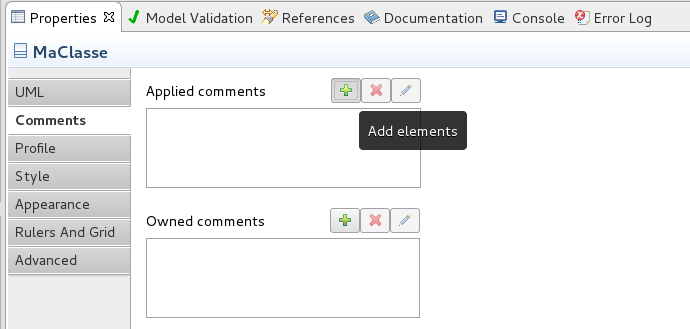 Properties Model Validation References Documentation Console Error Log
MaClasse
UML
Comments
Profile
Style
Appearance
Rulers And Grid
Advanced
Applied comments
Add elements
Owned comments